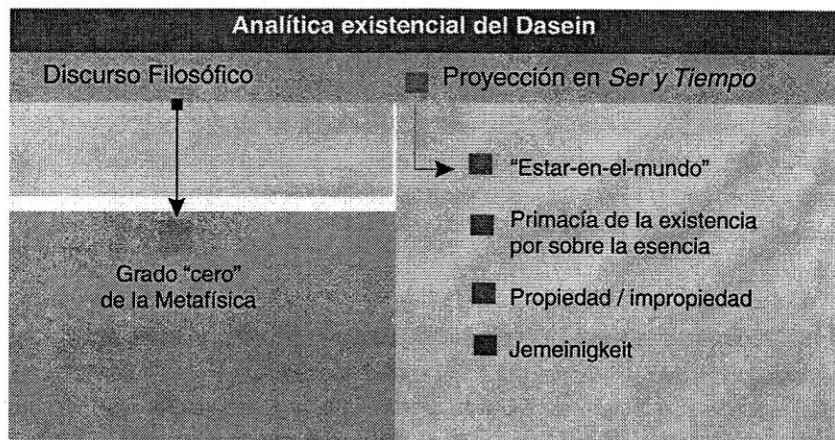 Analítica existencial del Dasein
Discurso Filosófico
Proyección en Ser y Tiempo
Grado “cero”
de la Metafísica
“Estar-en-el-mundo”
Primacía de la existencia
por sobre la esencia
Propiedad / impropiedad
Jemeinigkeit